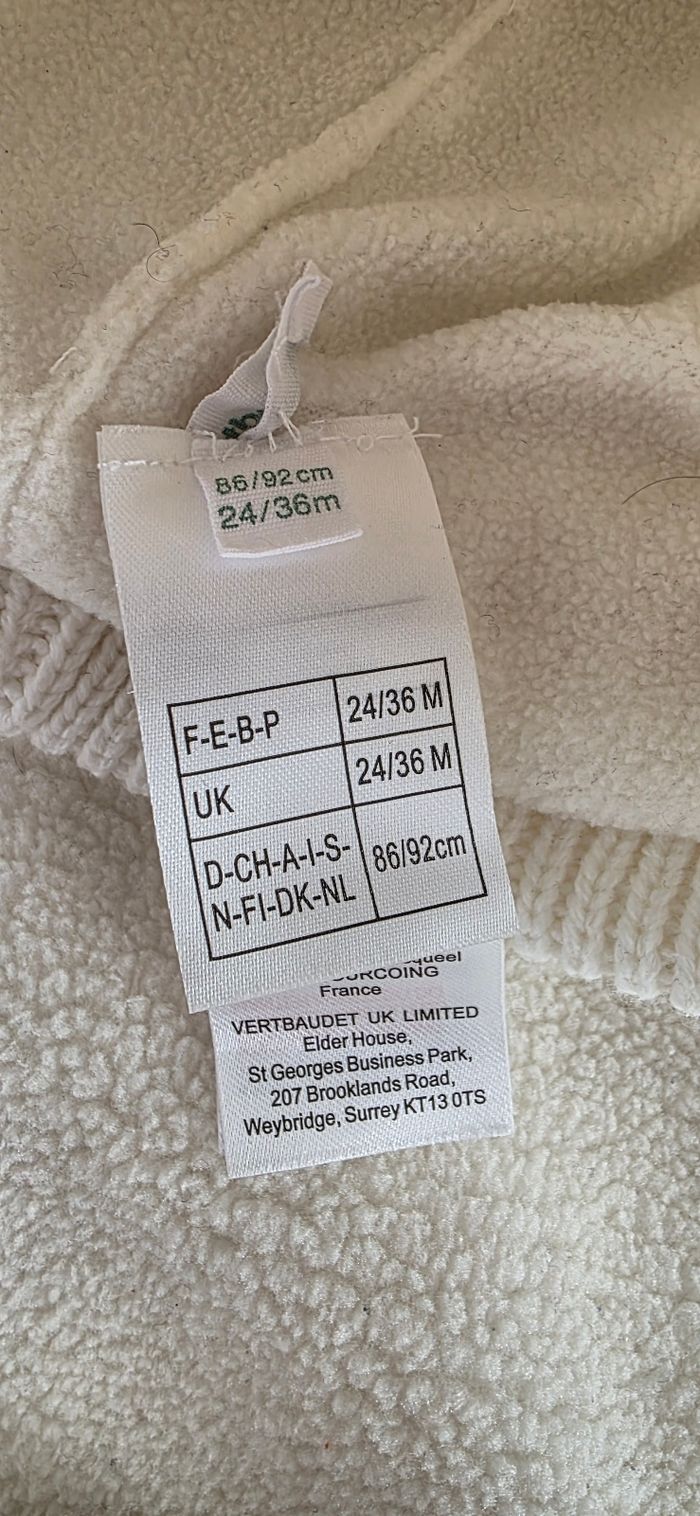 86/92cm
24/36m
F-E-B-P 24/36 M
UK 24/36 M
D-CH-A-I-S- 86/92cm
N-FI-DK-NL
France
VERTBAUDET UK LIMITED
Elder House,
St Georges Business Park,
207 Brooklands Road,
Weybridge, Surrey KT13 0TS